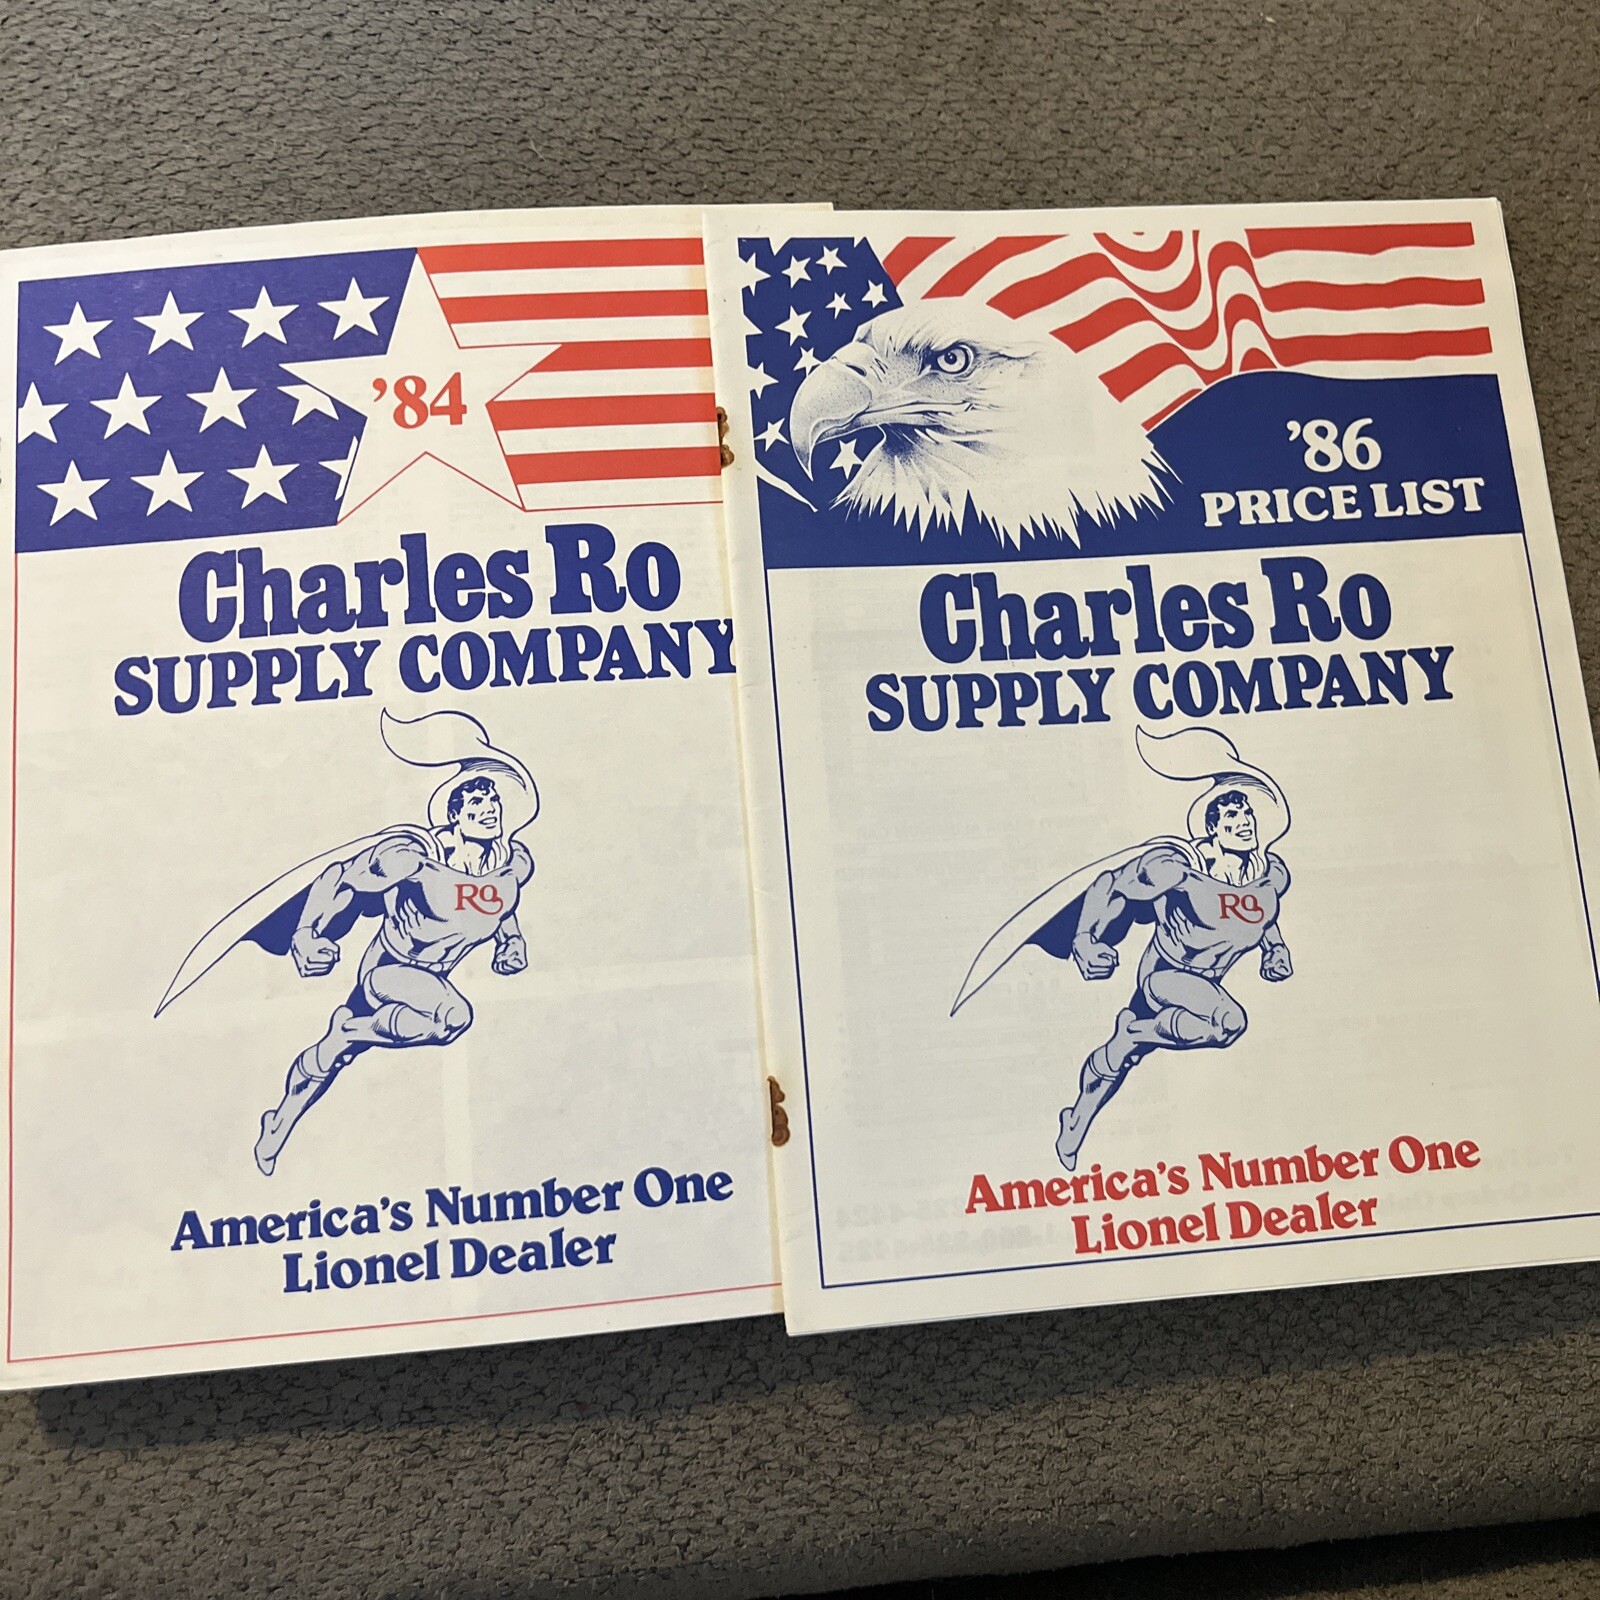 '84
Charles Ro
SUPPLY COMPANY
Ro
America's Number One
Lionel Dealer
'86
PRICE LIST
Charles Ro
SUPPLY COMPANY
Ro
America's Number One
Lionel Dealer